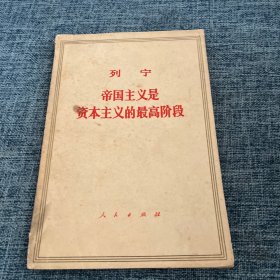 列宁
帝国主义是
资本主义的最高阶段
人民出版社